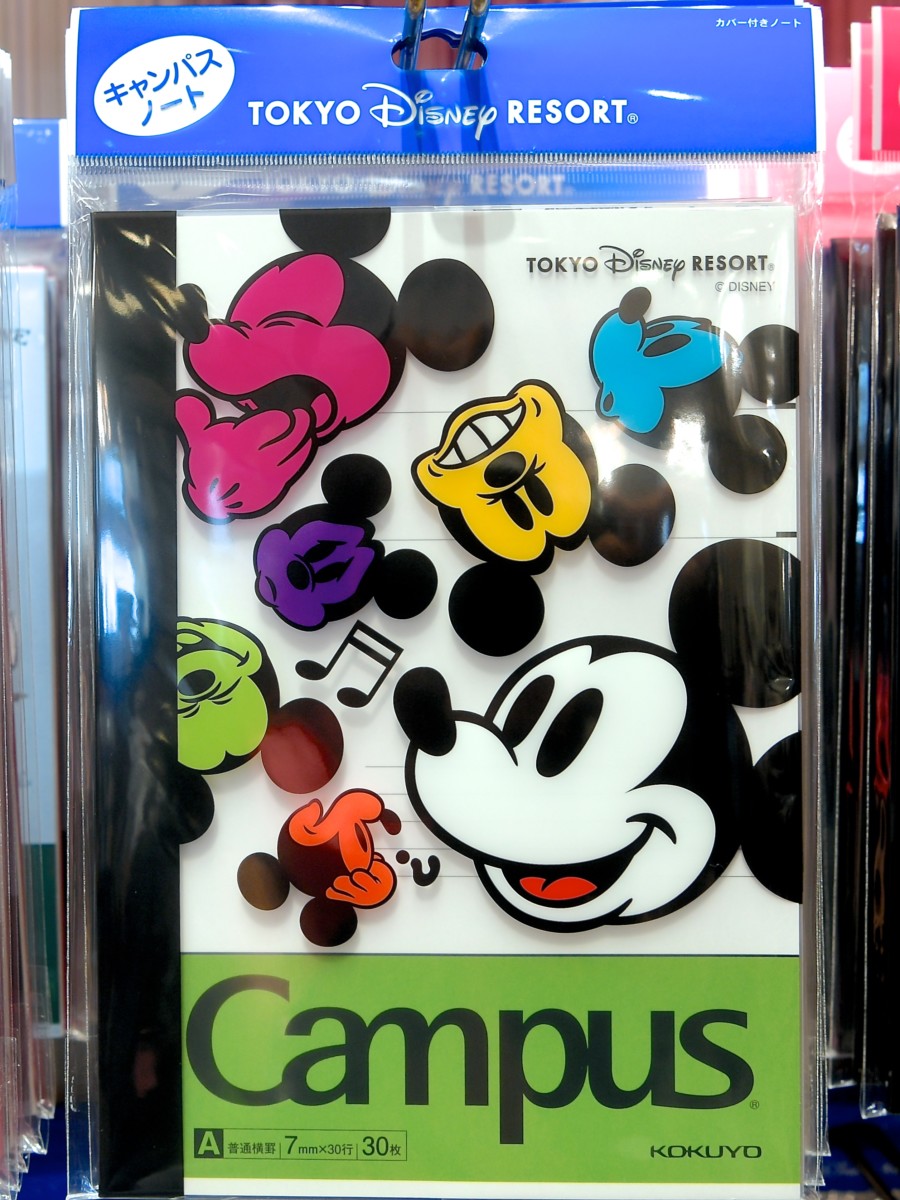 カバー付きノート
キャンパス
ノート
TOKYO Disney RESORT®
RESORT
TOKYO Disney RESORT®
© DISNEY
Campus®
A 普通横罫 7mm×30行 30枚
KOKUYO